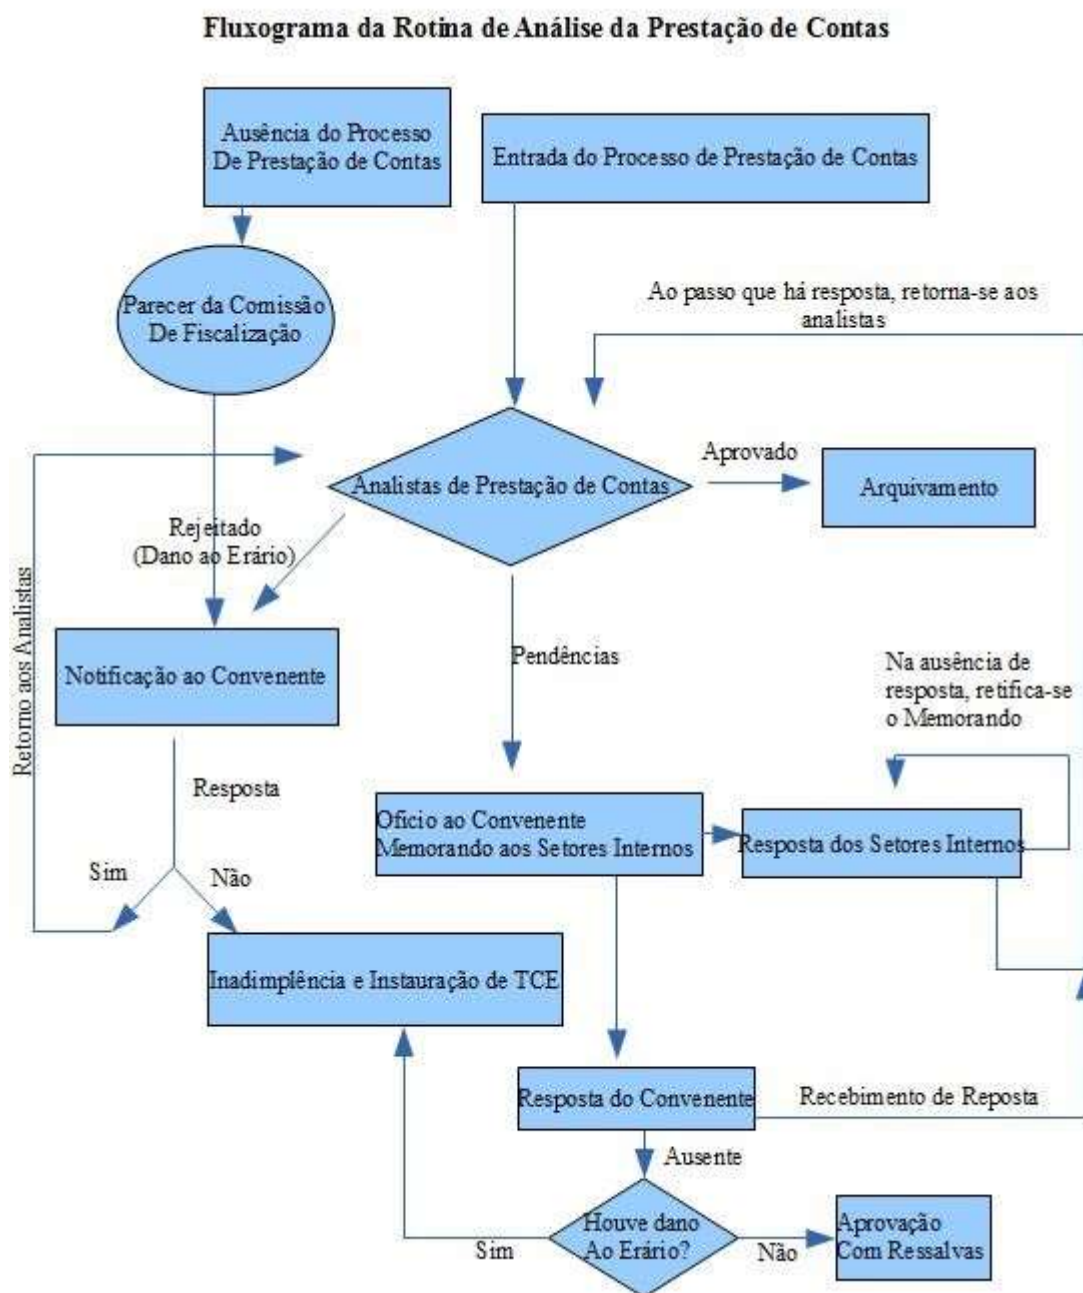 Fluxograma da Rotina de Análise da Prestação de Contas
Ausência do Processo
De Prestação de Contas
Entrada do Processo de Prestação de Contas
Parecer da Comissão
De Fiscalização
Ao passo que há resposta, retorna-se aos
analistas
Analistas de Prestação de Contas
Aprovado
Arquivamento
Rejeitado
(Dano ao Erário)
Retorno aos Analistas
Notificação ao Convenente
Pendências
Na ausência de
resposta, retifica-se
o Memorando
Resposta
Oficio ao Convenente
Memorando aos Setores Internos
Resposta dos Setores Internos
Sim
Não
Inadimplência e Instauração de TCE
Resposta do Convenente
Recebimento de Reposta
Ausente
Houve dano
Ao Erário?
Sim
Não
Aprovação
Com Ressalvas